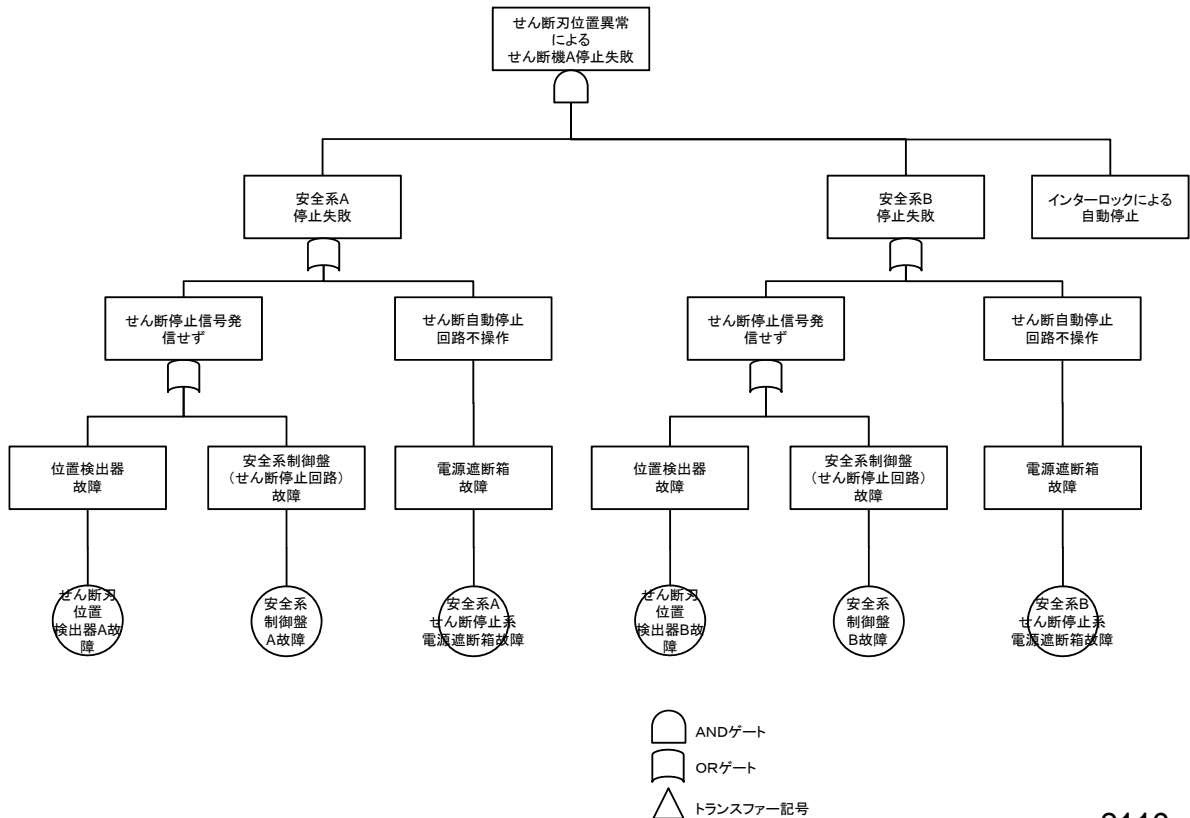 せん断刃位置異常
による
せん断機A停止失敗
安全系A
停止失敗
安全系B
停止失敗
インターロックによる
自動停止
せん断停止信号発
信せず
せん断自動停止
回路不操作
せん断停止信号発
信せず
せん断自動停止
回路不操作
位置検出器
故障
安全系制御盤
(せん断停止回路)
故障
電源遮断箱
故障
位置検出器
故障
安全系制御盤
(せん断停止回路)
故障
電源遮断箱
故障
せん断刃
位置
検出器A故
障
安全系
制御盤
A故障
安全系A
せん断停止系
電源遮断箱故障
せん断刃
位置
検出器B故
障
安全系
制御盤
B故障
安全系B
せん断停止系
電源遮断箱故障
ANDゲート
ORゲート
トランスファー記号